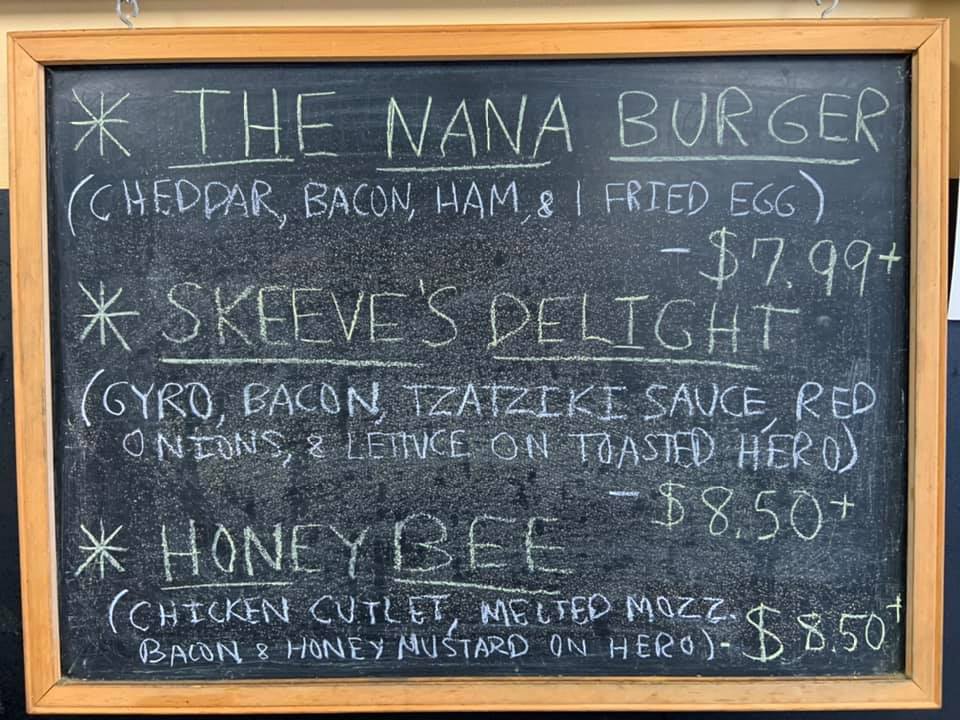 * THE NANA BURGER
(CHEDDAR, BACON, HAM, & 1 FRIED EGG)
- $7.99+
* SKEEVE'S DELIGHT
(GYRO, BACON, TZATZIKI SAUCE, RED
ONIONS, & LETTUCE ON TOASTED HERO)
- $8.50+
* HONEY BEE
(CHICKEN CUTLET, MELTED MOZZ.
BACON & HONEY MUSTARD ON HERO)- $8.50+